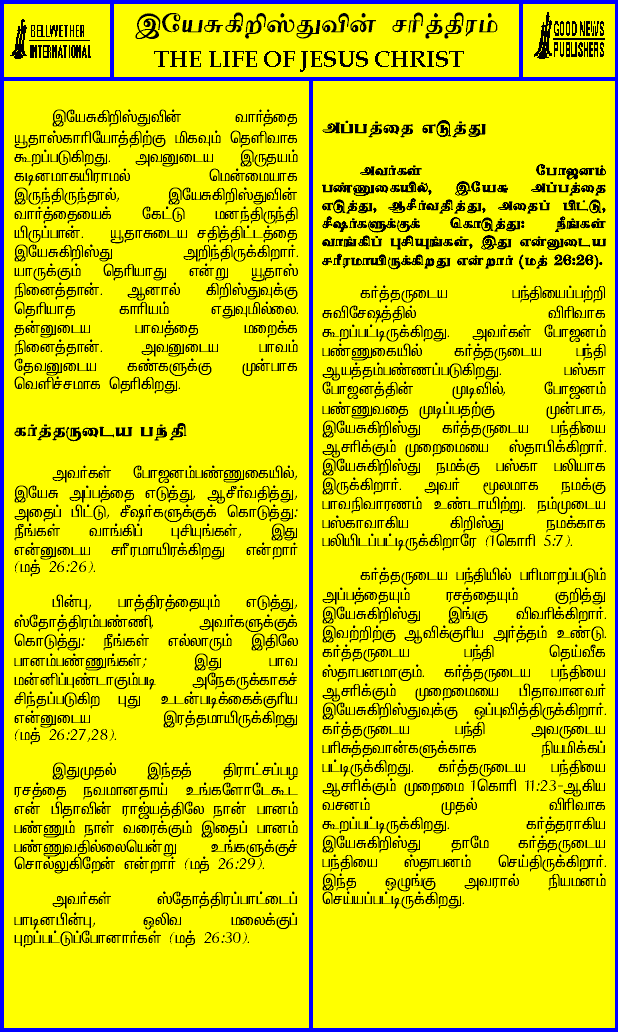 BELLWETHER
INTERNATIONAL
இயேசுகிறிஸ்துவின் சரித்திரம்
THE LIFE OF JESUS CHRIST
GOOD NEWS
PUBLISHERS
இயேசுகிறிஸ்துவின் வார்த்தை
யூதாஸ்காரியோத்திற்கு மிகவும் தெளிவாக
கூறப்படுகிறது. அவனுடைய இருதயம்
கடினமாகயிராமல் மென்மையாக
இருந்திருந்தால், இயேசுகிறிஸ்துவின்
வார்த்தையைக் கேட்டு மனந்திருந்தி
யிருப்பான். யூதாசுடைய சதித்திட்டத்தை
இயேசுகிறிஸ்து அறிந்திருக்கிறார்.
யாருக்கும் தெரியாது என்று யூதாஸ்
நினைத்தான். ஆனால் கிறிஸ்துவுக்கு
தெரியாத காரியம் எதுவுமில்லை.
தன்னுடைய பாவத்தை மறைக்க
நினைத்தான். அவனுடைய பாவம்
தேவனுடைய கண்களுக்கு முன்பாக
வெளிச்சமாக தெரிகிறது.
கர்த்தருடைய பந்தி
அவர்கள் போஜனம்பண்ணுகையில்,
இயேசு அப்பத்தை எடுத்து, ஆசீர்வதித்து,
அதைப் பிட்டு, சீஷர்களுக்குக் கொடுத்து:
நீங்கள் வாங்கிப் புசியுங்கள், இது
என்னுடைய சரீரமாயிரக்கிறது என்றார்
(மத் 26:26).
பின்பு, பாத்திரத்தையும் எடுத்து,
ஸ்தோத்திரம்பண்ணி, அவர்களுக்குக்
கொடுத்து: நீங்கள் எல்லாரும் இதிலே
பானம்பண்ணுங்கள்; இது பாவ
மன்னிப்புண்டாகும்படி அநேகருக்காகச்
சிந்தப்படுகிற புது உடன்படிக்கைக்குரிய
என்னுடைய இரத்தமாயிருக்கிறது
(மத் 26:27,28).
இதுமுதல் இந்தத் திராட்சப்பழ
ரசத்தை நவமானதாய் உங்களோடேகூட
என் பிதாவின் ராஜ்யத்திலே நான் பானம்
பண்ணும் நாள் வரைக்கும் இதைப் பானம்
பண்ணுவதில்லையென்று உங்களுக்குச்
சொல்லுகிறேன் என்றார் (மத் 26:29).
அவர்கள் ஸ்தோத்திரப்பாட்டைப்
பாடினபின்பு, ஒலிவ மலைக்குப்
புறப்பட்டுப்போனார்கள் (மத் 26:30).
அப்பத்தை எடுத்து
அவர்கள் போஜனம்
பண்ணுகையில், இயேசு அப்பத்தை
எடுத்து, ஆசீர்வதித்து, அதைப் பிட்டு,
சீஷர்களுக்குக் கொடுத்து: நீங்கள்
வாங்கிப் புசியுங்கள், இது என்னுடைய
சரீரமாயிருக்கிறது என்றார் (மத் 26:26).
கர்த்தருடைய பந்தியைப்பற்றி
சுவிசேஷத்தில் விரிவாக
கூறப்பட்டிருக்கிறது. அவர்கள் போஜனம்
பண்ணுகையில் கர்த்தருடைய பந்தி
ஆயத்தம்பண்ணப்படுகிறது. பஸ்கா
போஜனத்தின் முடிவில், போஜனம்
பண்ணுவதை முடிப்பதற்கு முன்பாக,
இயேசுகிறிஸ்து கர்த்தருடைய பந்தியை
ஆசரிக்கும் முறைமையை ஸ்தாபிக்கிறார்.
இயேசுகிறிஸ்து நமக்கு பஸ்கா பலியாக
இருக்கிறார். அவர் மூலமாக நமக்கு
பாவநிவாரணம் உண்டாயிற்று. நம்முடைய
பஸ்காவாகிய கிறிஸ்து நமக்காக
பலியிடப்பட்டிருக்கிறாரே (1கொரி 5:7).
கர்த்தருடைய பந்தியில் பரிமாறப்படும்
அப்பத்தையும் ரசத்தையும் குறித்து
இயேசுகிறிஸ்து இங்கு விவரிக்கிறார்.
இவற்றிற்கு ஆவிக்குரிய அர்த்தம் உண்டு.
கர்த்தருடைய பந்தி தெய்வீக
ஸ்தாபனமாகும். கர்த்தருடைய பந்தியை
ஆசரிக்கும் முறைமையை பிதாவானவர்
இயேசுகிறிஸ்துவுக்கு ஒப்புவித்திருக்கிறார்.
கர்த்தருடைய பந்தி அவருடைய
பரிசுத்தவான்களுக்காக நியமிக்கப்
பட்டிருக்கிறது. கர்த்தருடைய பந்தியை
ஆசரிக்கும் முறைமை 1கொரி 11:23-ஆகிய
வசனம் முதல் விரிவாக
கூறப்பட்டிருக்கிறது. கர்த்தராகிய
இயேசுகிறிஸ்து தாமே கர்த்தருடைய
பந்தியை ஸ்தாபனம் செய்திருக்கிறார்.
இந்த ஒழுங்கு அவரால் நியமனம்
செய்யப்பட்டிருக்கிறது.